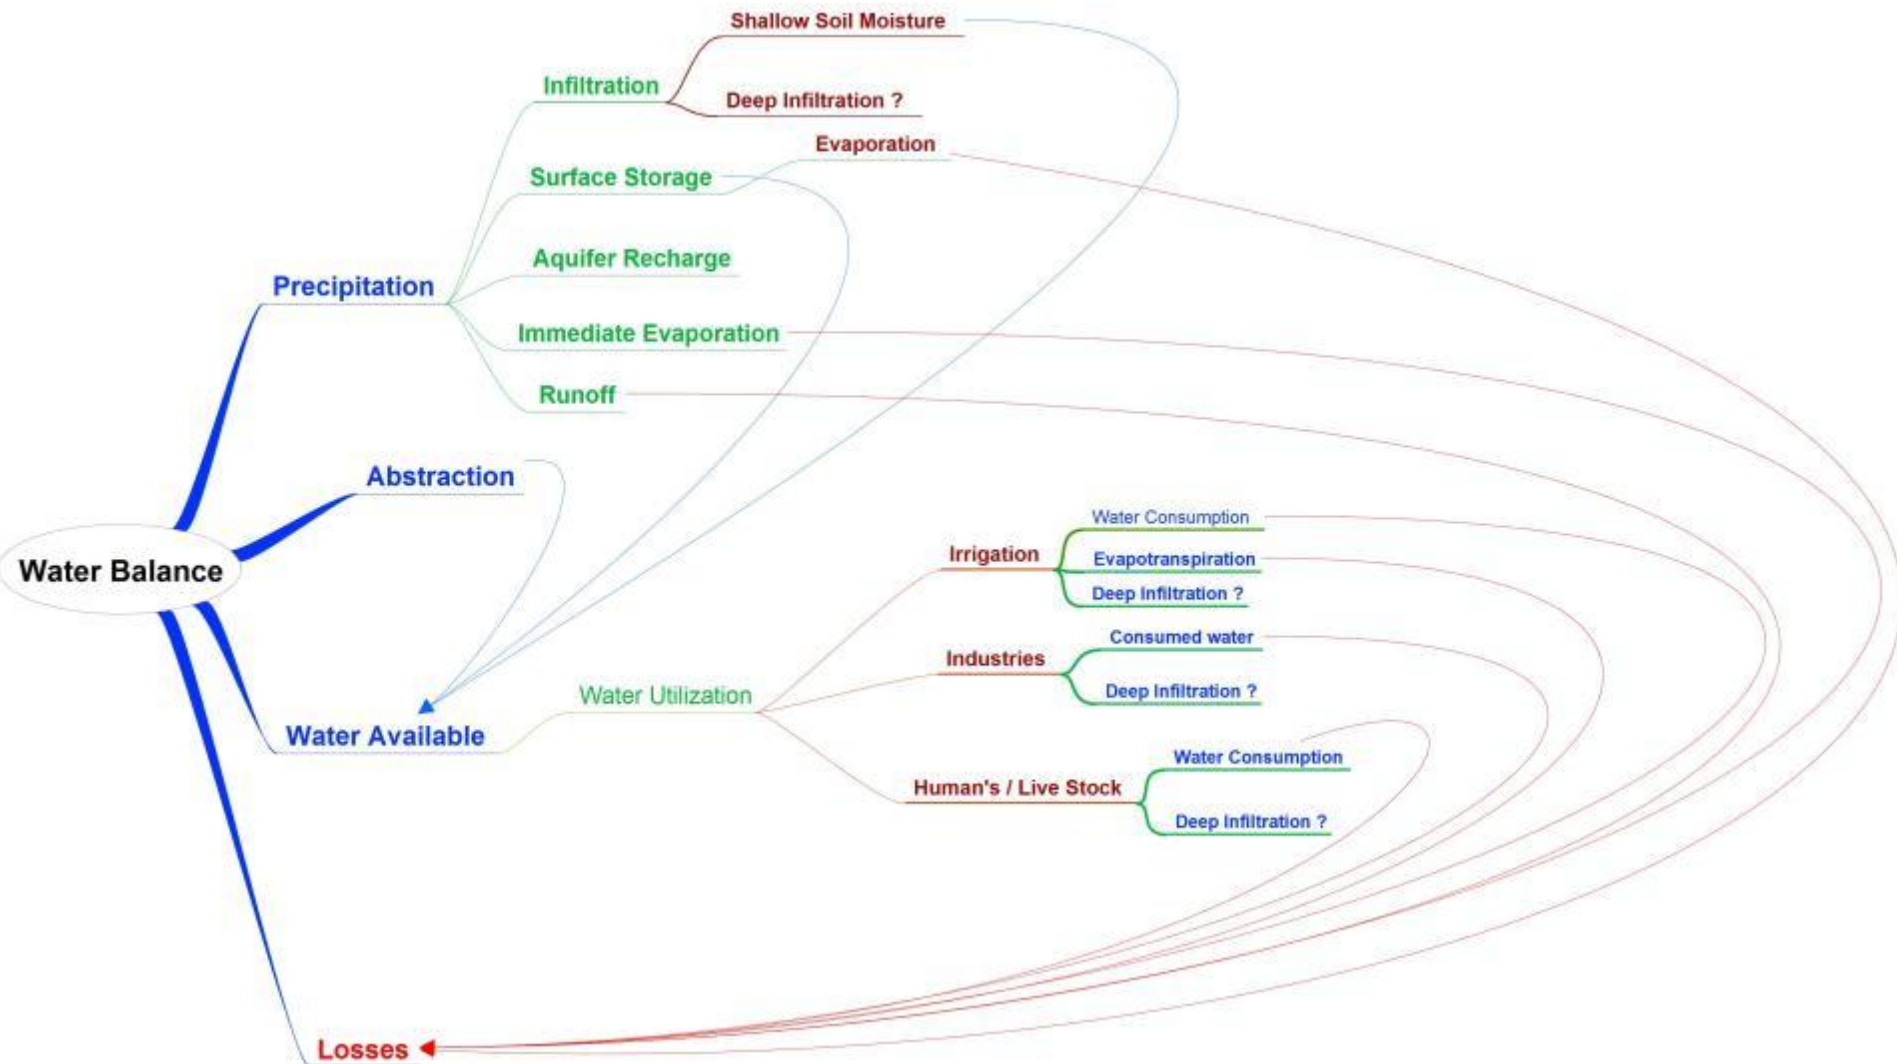 Shallow Soil Moisture
Infiltration
Deep Infiltration ?
Evaporation
Surface Storage
Aquifer Recharge
Precipitation
Immediate Evaporation
Runoff
Abstraction
Water Balance
Water Consumption
Irrigation
Evapotranspiration
Deep Infiltration ?
Consumed water
Industries
Deep Infiltration ?
Water Utilization
Water Available
Water Consumption
Human's / Live Stock
Deep Infiltration ?
Losses